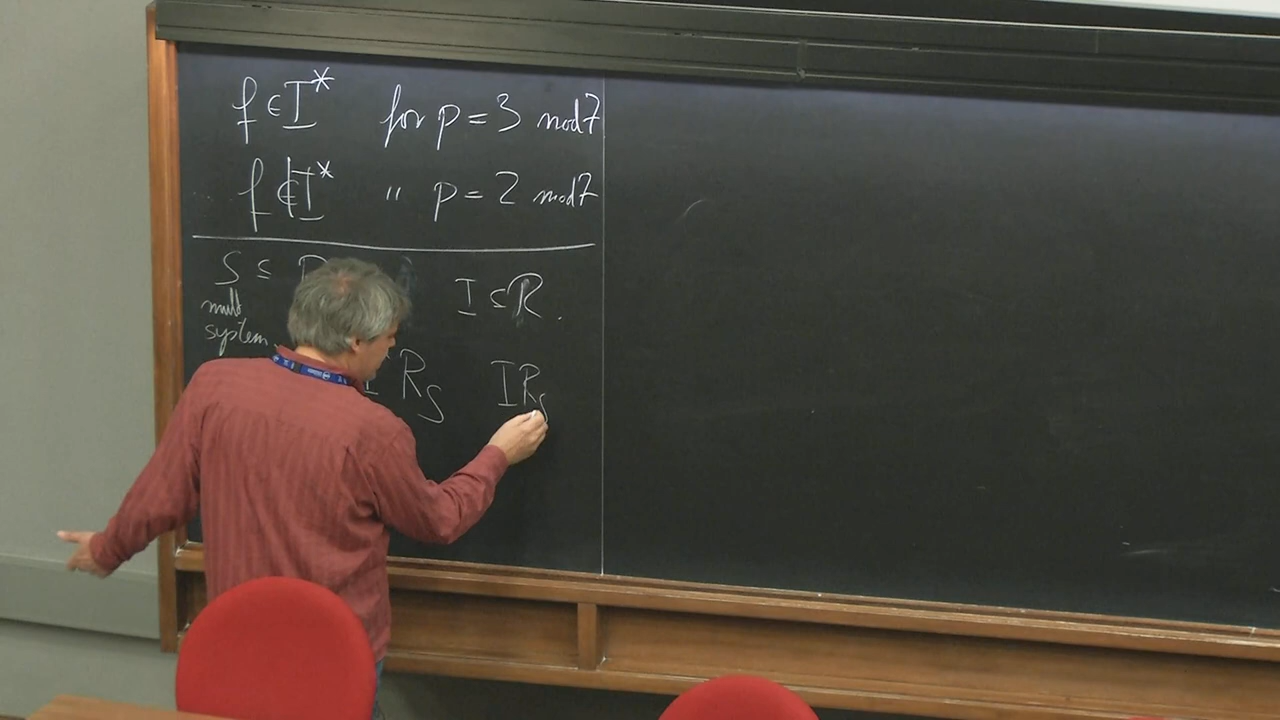 f ∈ I* for p = 3 mod 7
f ∉ I* " p = 2 mod 7
S ⊆ I ⊆ R.
mult
system
R_S IR_S